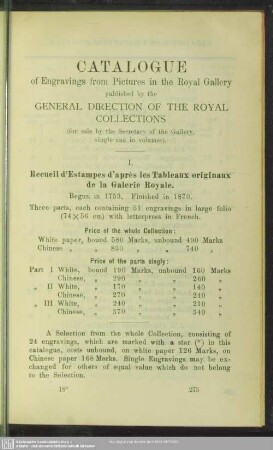 CATALOGUE
of Engravings from Pictures in the Royal Gallery
published by the
GENERAL DIRECTION OF THE ROYAL
COLLECTIONS
(for sale by the Secretary of the Gallery,
single and in volumes).
I.
Recueil d'Estampes d'après les Tableaux originaux
de la Galerie Royale.
Begun in 1753. Finished in 1870.
Three parts, each containing 51 engravings in large folio
(74×56 cm) with letterpress in French.
Price of the whole Collection:
White paper, bound 580 Marks, unbound 490 Marks
Chinese „ „ 830 „ „ 740 „
Price of the parts singly:
Part I White, bound 190 Marks, unbound 160 Marks
Chinese, „ 290 „ „ 260 „
„ II White, „ 170 „ „ 140 „
Chinese, „ 270 „ „ 240 „
„ III White, „ 240 „ „ 210 „
Chinese, „ 370 „ „ 340 „
A Selection from the whole Collection, consisting of
24 engravings, which are marked with a star (*) in this
catalogue, costs unbound, on white paper 126 Marks, on
Chinese paper 168 Marks. Single Engravings may be ex-
changed for others of equal value which do not belong
to the Selection.
18* 275